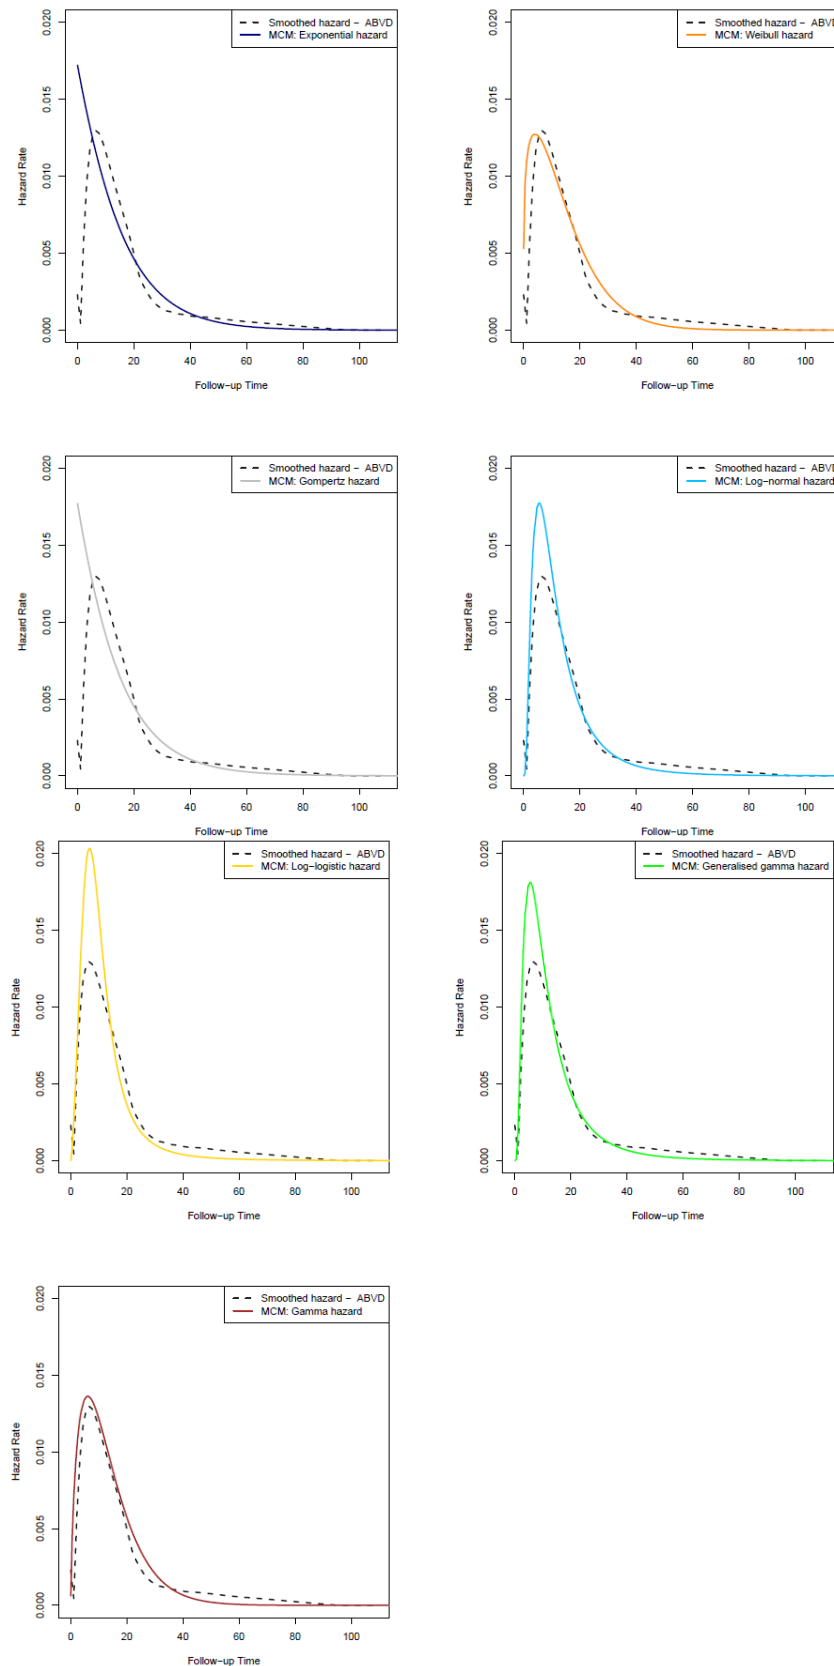 Smoothed hazard - ABVD
MCM: Exponential hazard
Hazard Rate
0.000 0.005 0.010 0.015 0.020
0 20 40 60 80 100
Follow-up Time
Smoothed hazard - ABVD
MCM: Weibull hazard
Hazard Rate
0.000 0.005 0.010 0.015 0.020
0 20 40 60 80 100
Follow-up Time
Smoothed hazard - ABVD
MCM: Gompertz hazard
Hazard Rate
0.000 0.005 0.010 0.015 0.020
0 20 40 60 80 100
Follow-up Time
Smoothed hazard - ABVD
MCM: Log-normal hazard
Hazard Rate
0.000 0.005 0.010 0.015 0.020
0 20 40 60 80 100
Follow-up Time
Smoothed hazard - ABVD
MCM: Log-logistic hazard
Hazard Rate
0.000 0.005 0.010 0.015 0.020
0 20 40 60 80 100
Follow-up Time
Smoothed hazard - ABVD
MCM: Generalised gamma hazard
Hazard Rate
0.000 0.005 0.010 0.015 0.020
0 20 40 60 80 100
Follow-up Time
Smoothed hazard - ABVD
MCM: Gamma hazard
Hazard Rate
0.000 0.005 0.010 0.015 0.020
0 20 40 60 80 100
Follow-up Time